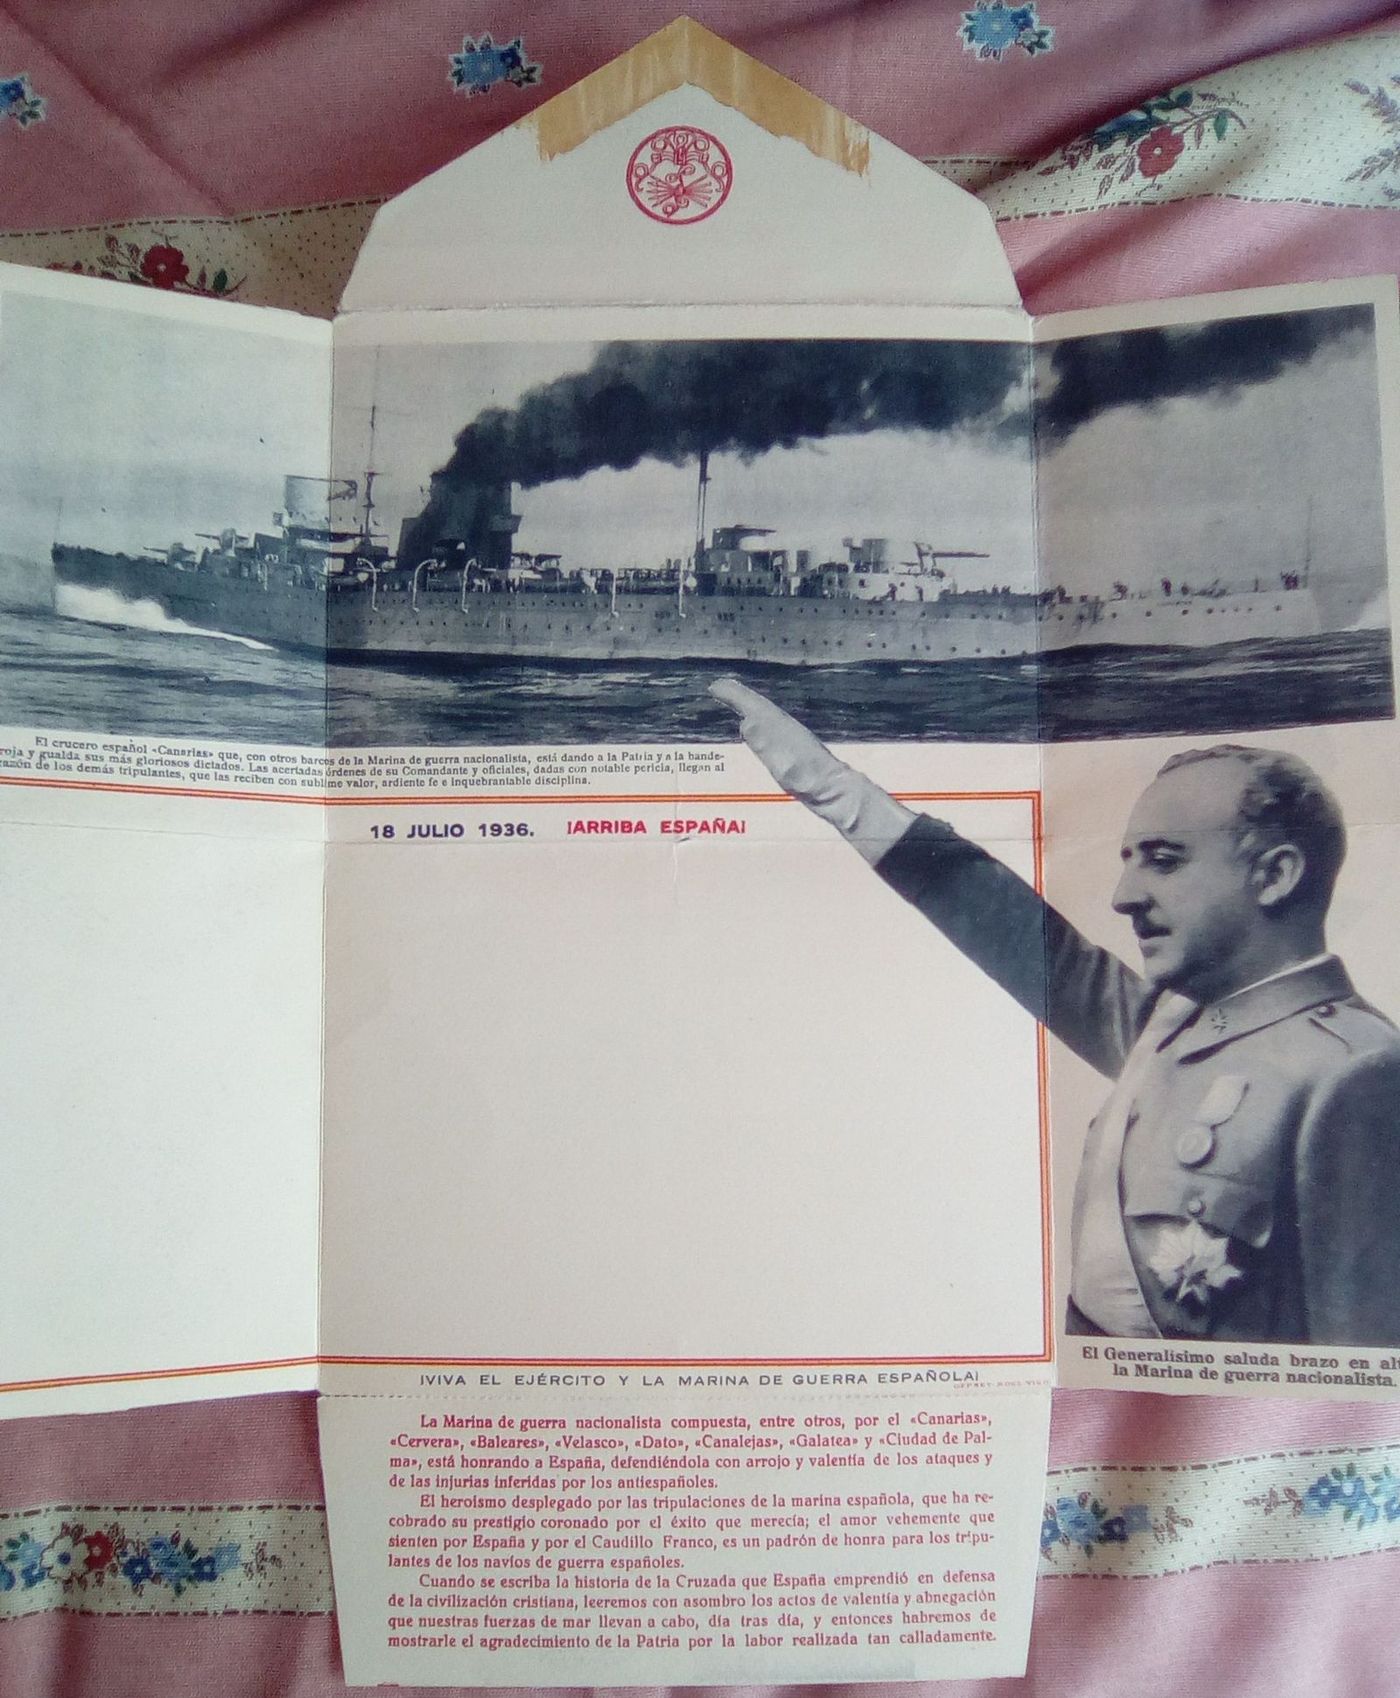 El crucero español «Canarias» que, con otros barcos de la Marina de guerra nacionalista, está dando a la Patria y a la bande-
roja y gualda sus más gloriosos dictados. Las acertadas órdenes de su Comandante y oficiales, dadas con notable pericia, llegan al
razón de los demás tripulantes, que las reciben con sublime valor, ardiente fe e inquebrantable disciplina.
18 JULIO 1936. ¡ARRIBA ESPAÑA!
El Generalísimo saluda brazo en alt
la Marina de guerra nacionalista.
¡VIVA EL EJÉRCITO Y LA MARINA DE GUERRA ESPAÑOLA!
La Marina de guerra nacionalista compuesta, entre otros, por el «Canarias»,
«Cervera», «Baleares», «Velasco», «Dato», «Canalejas», «Galatea» y «Ciudad de Pal-
ma», está honrando a España, defendiéndola con arrojo y valentía de los ataques y
de las injurias inferidas por los antiespañoles.
El heroísmo desplegado por las tripulaciones de la marina española, que ha re-
cobrado su prestigio coronado por el éxito que merecía; el amor vehemente que
sienten por España y por el Caudillo Franco, es un padrón de honra para los tripu-
lantes de los navíos de guerra españoles.
Cuando se escriba la historia de la Cruzada que España emprendió en defensa
de la civilización cristiana, leeremos con asombro los actos de valentía y abnegación
que nuestras fuerzas de mar llevan a cabo, día tras día, y entonces habremos de
mostrarle el agradecimiento de la Patria por la labor realizada tan calladamente.